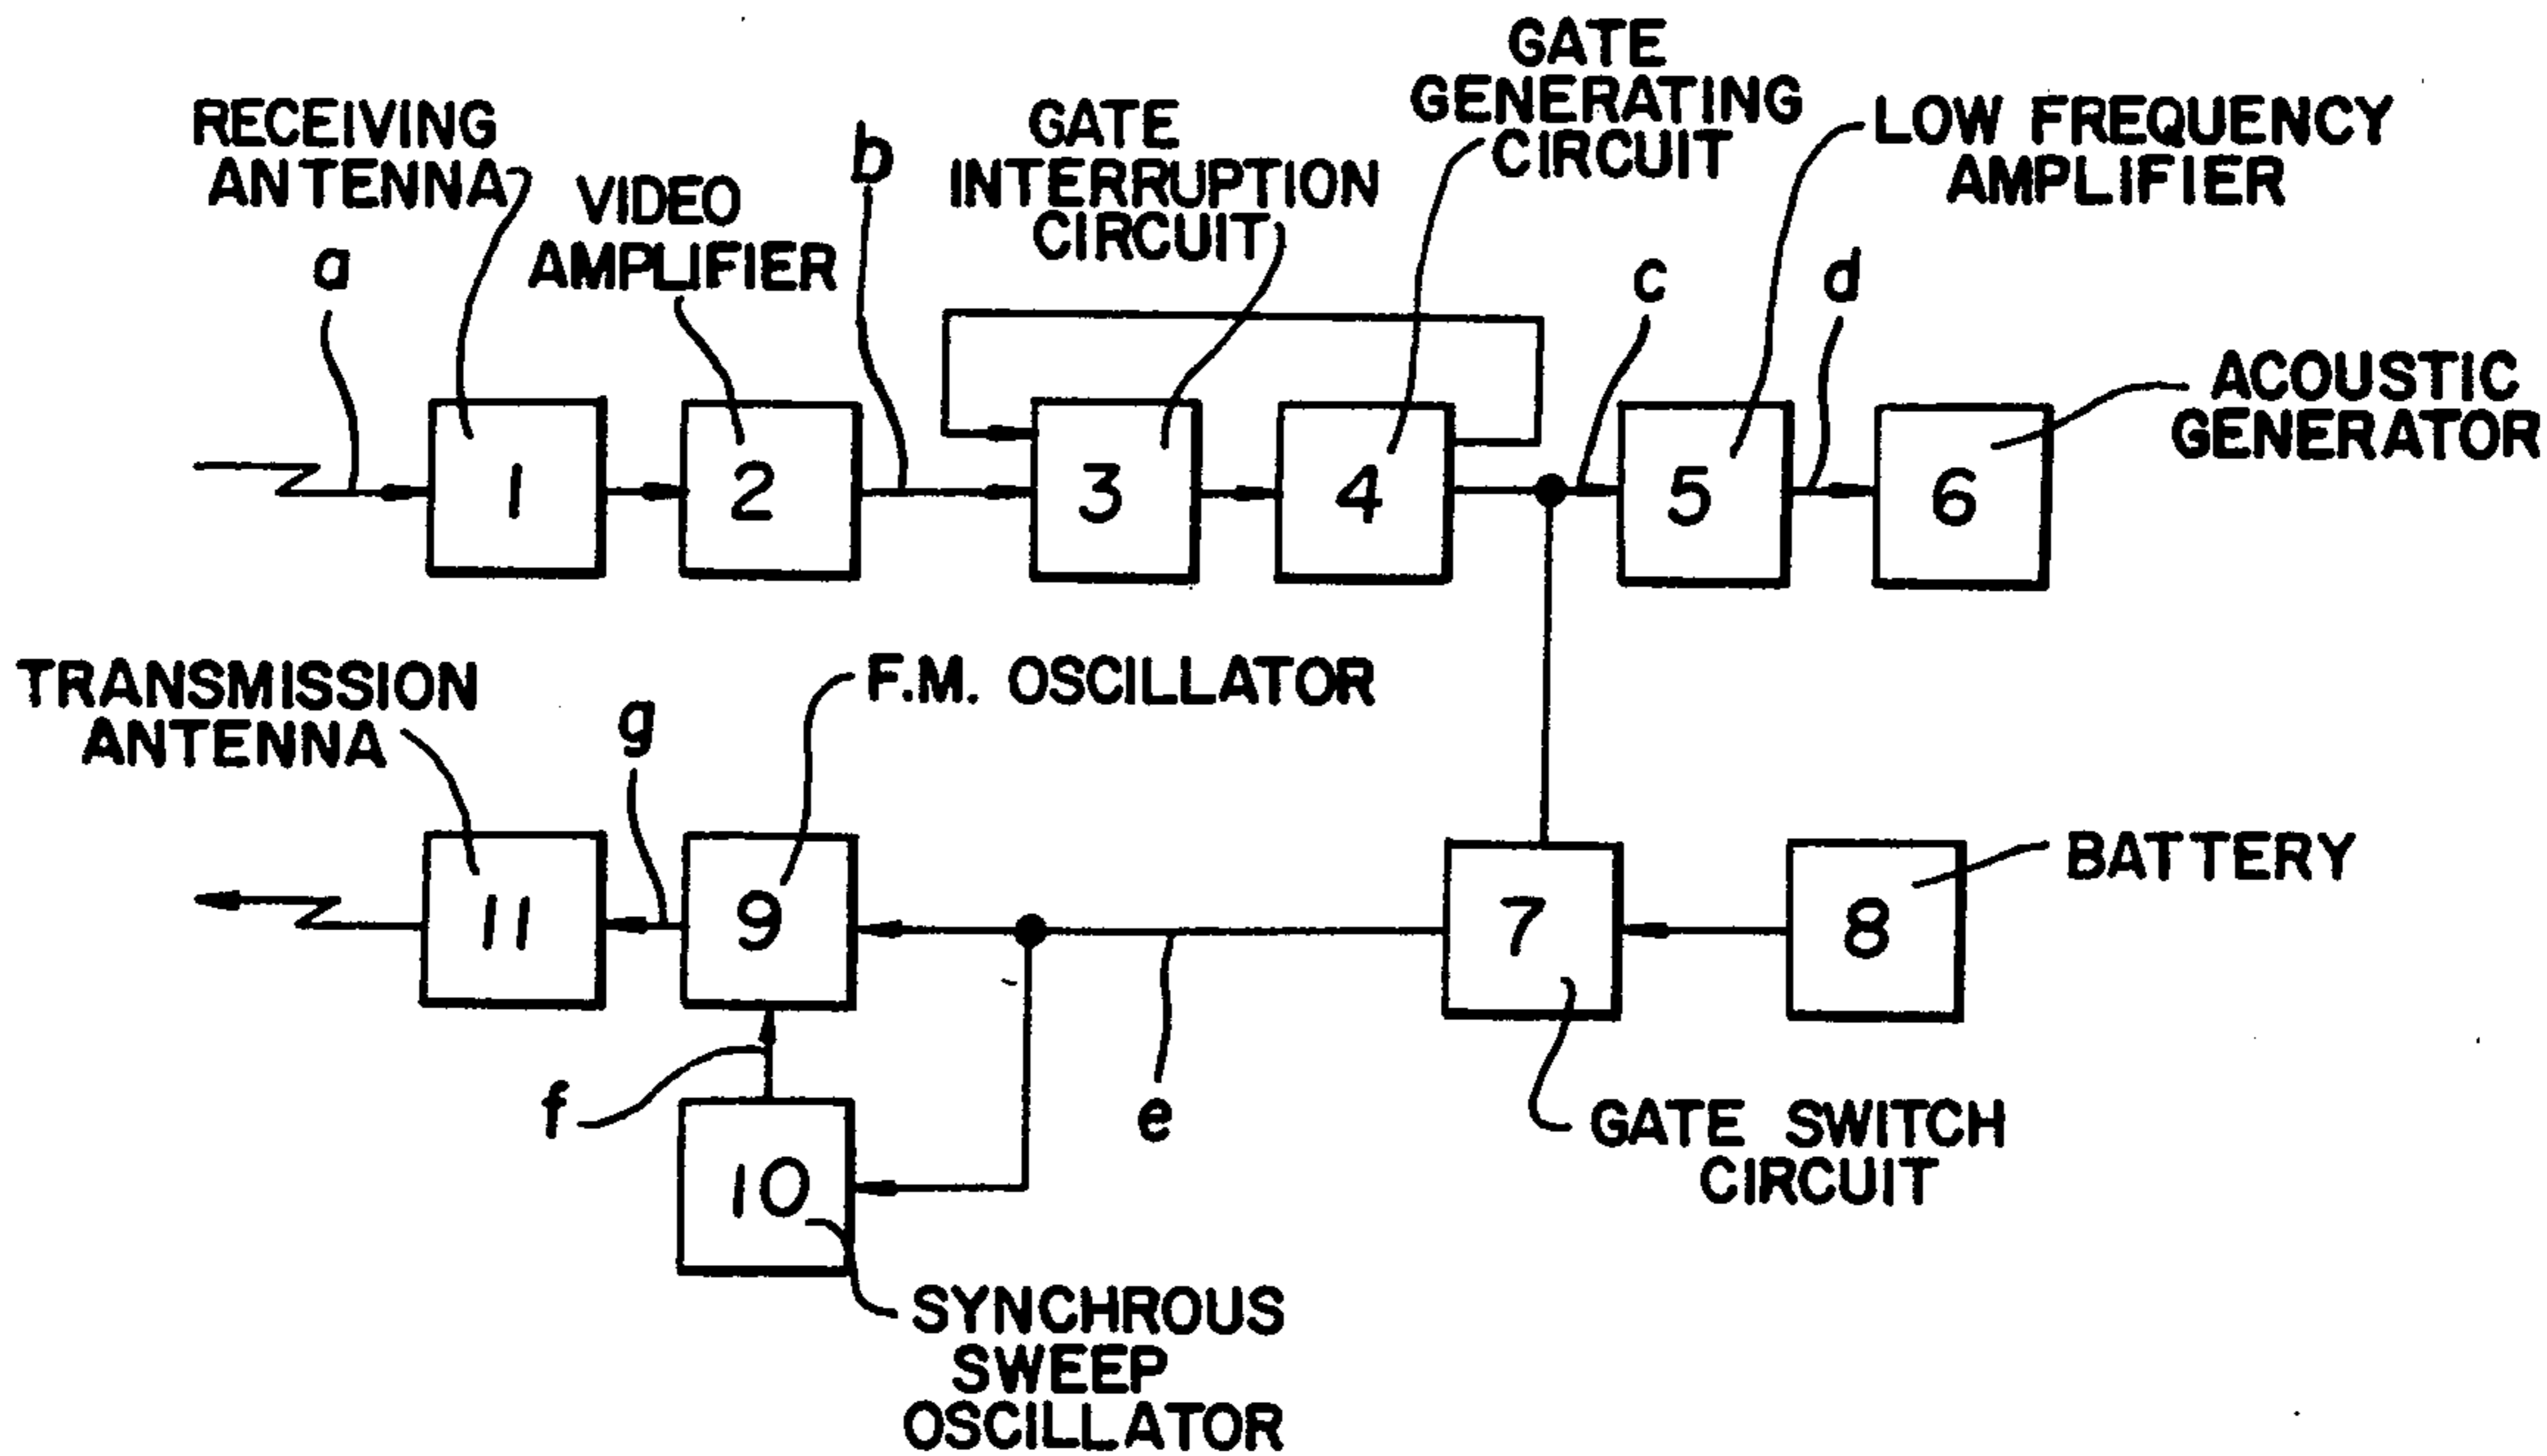 GATE
GENERATING
CIRCUIT
RECEIVING
ANTENNA
GATE
INTERRUPTION
CIRCUIT
LOW FREQUENCY
AMPLIFIER
VIDEO
AMPLIFIER
a
b
c
d
ACOUSTIC
GENERATOR
1
2
3
4
5
6
TRANSMISSION
ANTENNA
g
F.M. OSCILLATOR
BATTERY
11
9
7
8
f
e
GATE SWITCH
CIRCUIT
10
SYNCHROUS
SWEEP
OSCILLATOR